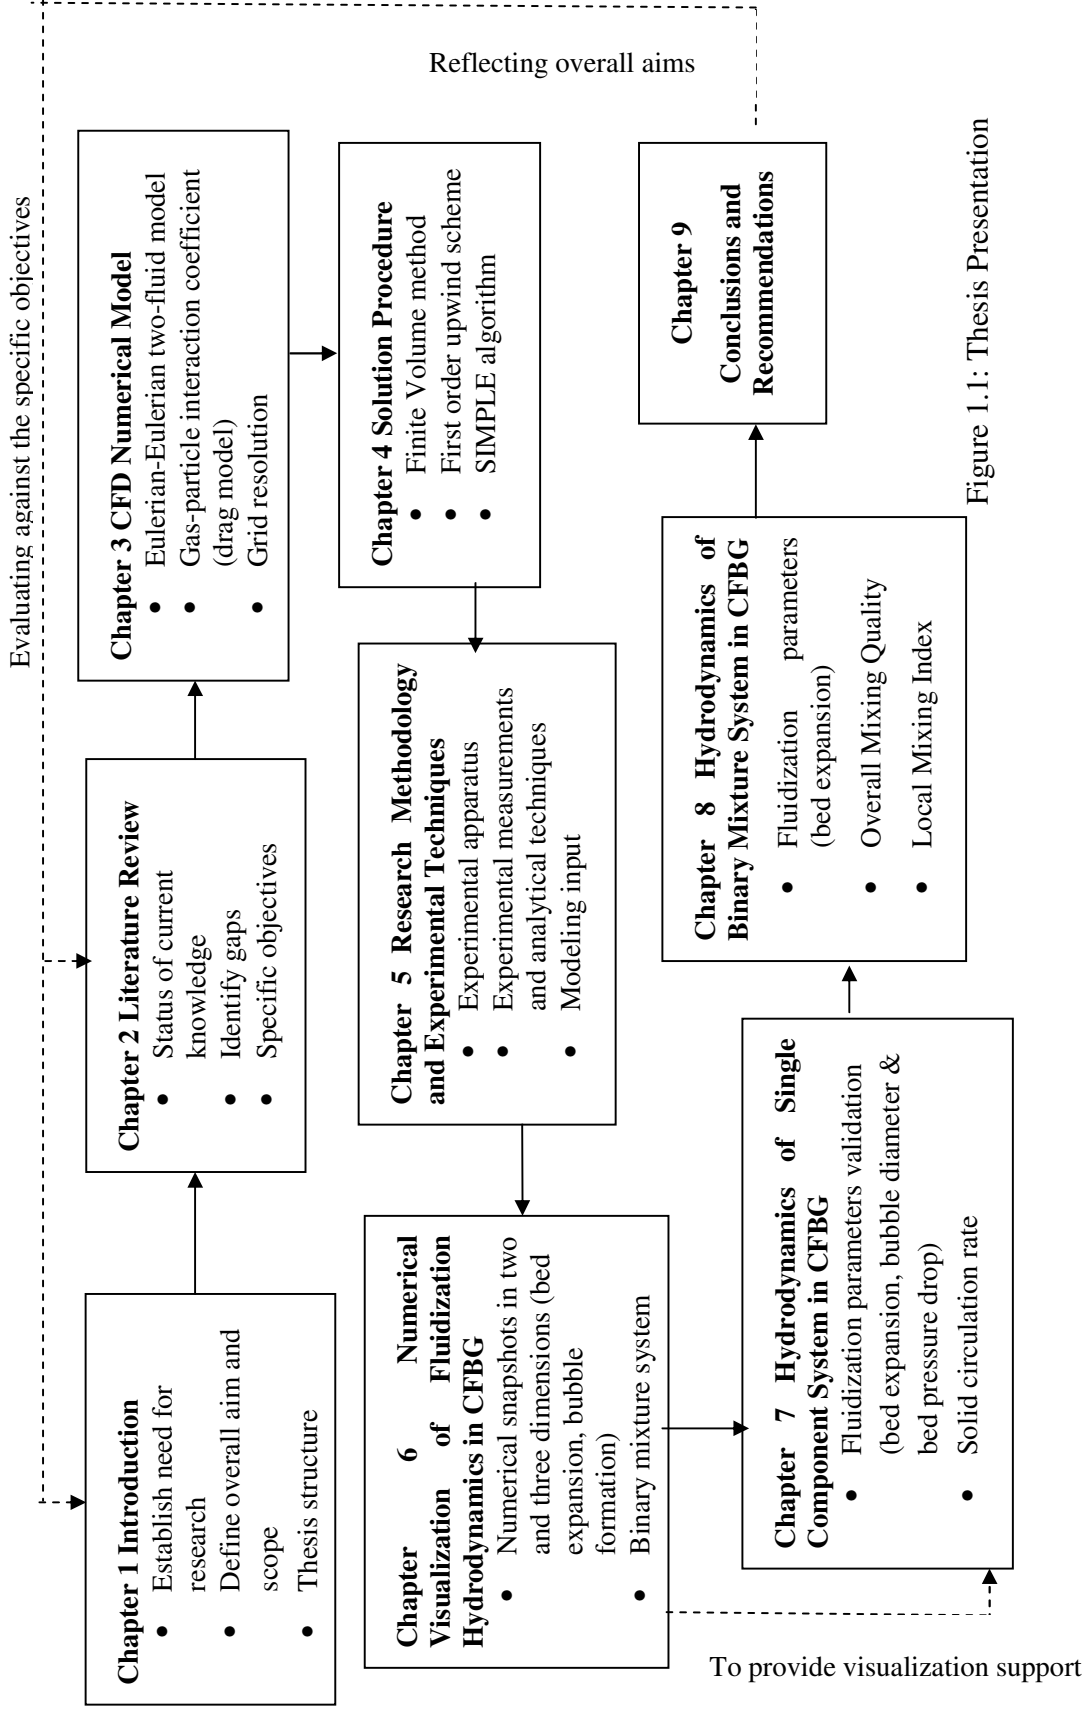 Evaluating against the specific objectives
Chapter 1 Introduction
• Establish need for
research
• Define overall aim and
scope
• Thesis structure
Chapter 2 Literature Review
• Status of current
knowledge
• Identify gaps
• Specific objectives
Chapter 3 CFD Numerical Model
• Eulerian-Eulerian two-fluid model
• Gas-particle interaction coefficient
(drag model)
• Grid resolution
Chapter 4 Solution Procedure
• Finite Volume method
• First order upwind scheme
• SIMPLE algorithm
Chapter 5 Research Methodology
and Experimental Techniques
• Experimental apparatus
• Experimental measurements
and analytical techniques
• Modeling input
Chapter 6 Numerical
Visualization of Fluidization
Hydrodynamics in CFBG
• Numerical snapshots in two
and three dimensions (bed
expansion, bubble
formation)
• Binary mixture system
Chapter 7 Hydrodynamics of Single
Component System in CFBG
• Fluidization parameters validation
(bed expansion, bubble diameter &
bed pressure drop)
• Solid circulation rate
Chapter 8 Hydrodynamics of
Binary Mixture System in CFBG
• Fluidization parameters
(bed expansion)
• Overall Mixing Quality
• Local Mixing Index
Chapter 9
Conclusions and
Recommendations
Reflecting overall aims
To provide visualization support
Figure 1.1: Thesis Presentation